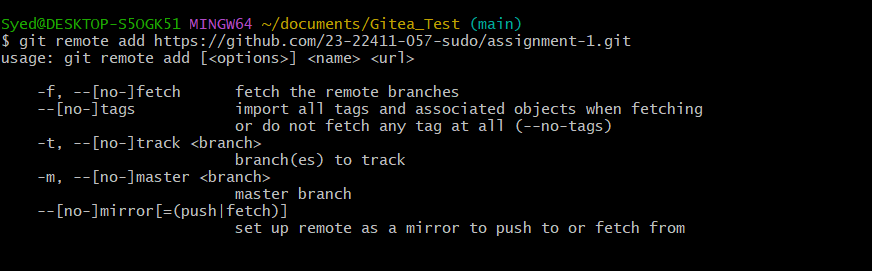 Syed@DESKTOP-S5OGK51 MINGW64 ~/documents/Gitea_Test (main)
$ git remote add https://github.com/23-22411-057-sudo/assignment-1.git
usage: git remote add [<options>] <name> <url>

    -f, --[no-]fetch      fetch the remote branches
    --[no-]tags           import all tags and associated objects when fetching
                          or do not fetch any tag at all (--no-tags)
    -t, --[no-]track <branch>
                          branch(es) to track
    -m, --[no-]master <branch>
                          master branch
    --[no-]mirror[=(push|fetch)]
                          set up remote as a mirror to push to or fetch from